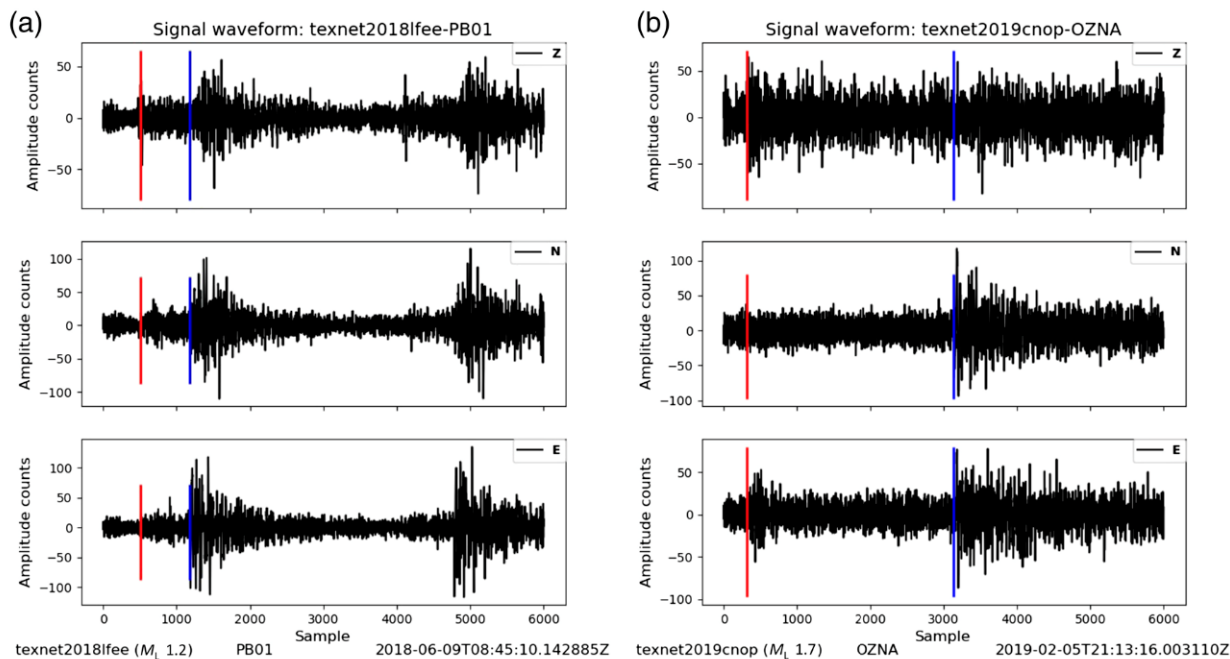 (a)
Signal waveform: texnet2018lfee-PB01
Z
50
0
−50
Amplitude counts
N
100
50
0
−50
−100
Amplitude counts
E
100
50
0
−50
−100
Amplitude counts
0 1000 2000 3000 4000 5000 6000
Sample
texnet2018lfee (ML 1.2) PB01 2018-06-09T08:45:10.142885Z
(b)
Signal waveform: texnet2019cnop-OZNA
Z
50
0
−50
Amplitude counts
N
100
50
0
−50
−100
Amplitude counts
E
50
0
−50
−100
Amplitude counts
0 1000 2000 3000 4000 5000 6000
Sample
texnet2019cnop (ML 1.7) OZNA 2019-02-05T21:13:16.003110Z